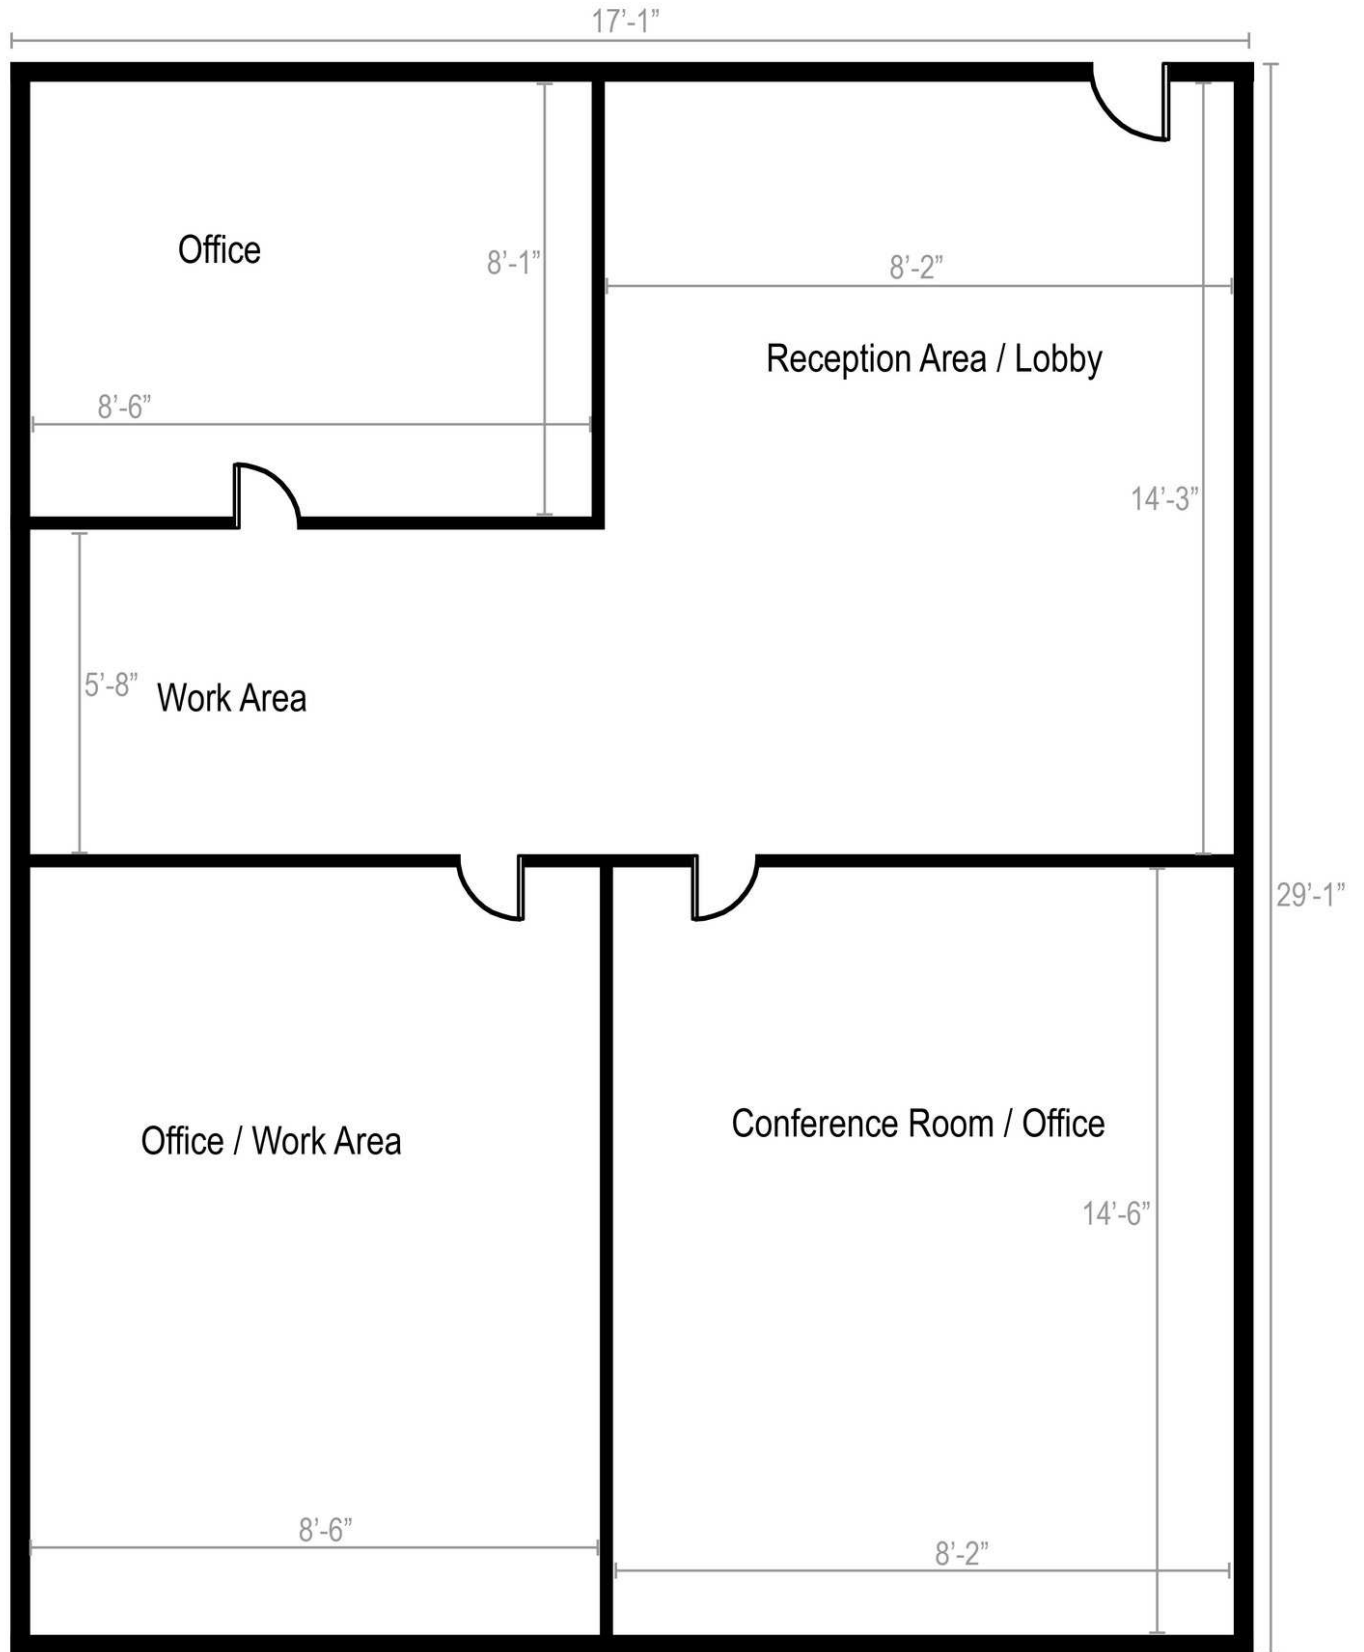 17’-1”
Office
8’-1”
8’-2”
Reception Area / Lobby
8’-6”
14’-3”
5’-8”
Work Area
29’-1”
Office / Work Area
Conference Room / Office
14’-6”
8’-6”
8’-2”